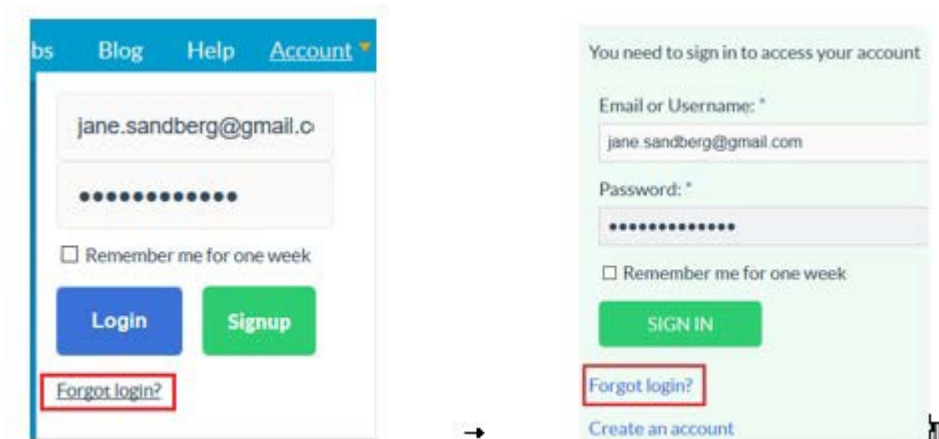 bs Blog Help Account
jane.sandberg@gmail.c
Remember me for one week
Login Signup
Forgot login?
You need to sign in to access your account
Email or Username: *
jane.sandberg@gmail.com
Password: *
Remember me for one week
SIGN IN
Forgot login?
Create an account